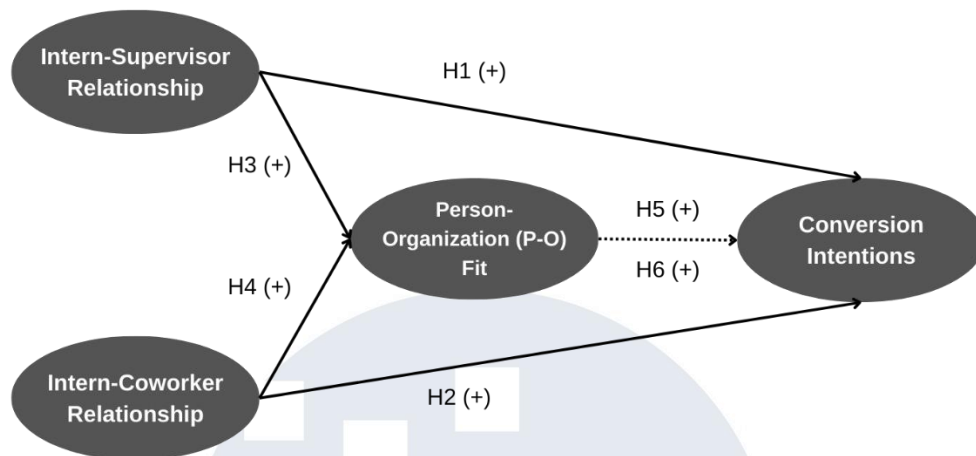 Intern-Supervisor
Relationship
H1 (+)
H3 (+)
Person-
Organization (P-O)
Fit
H5 (+)
H6 (+)
Conversion
Intentions
H4 (+)
Intern-Coworker
Relationship
H2 (+)